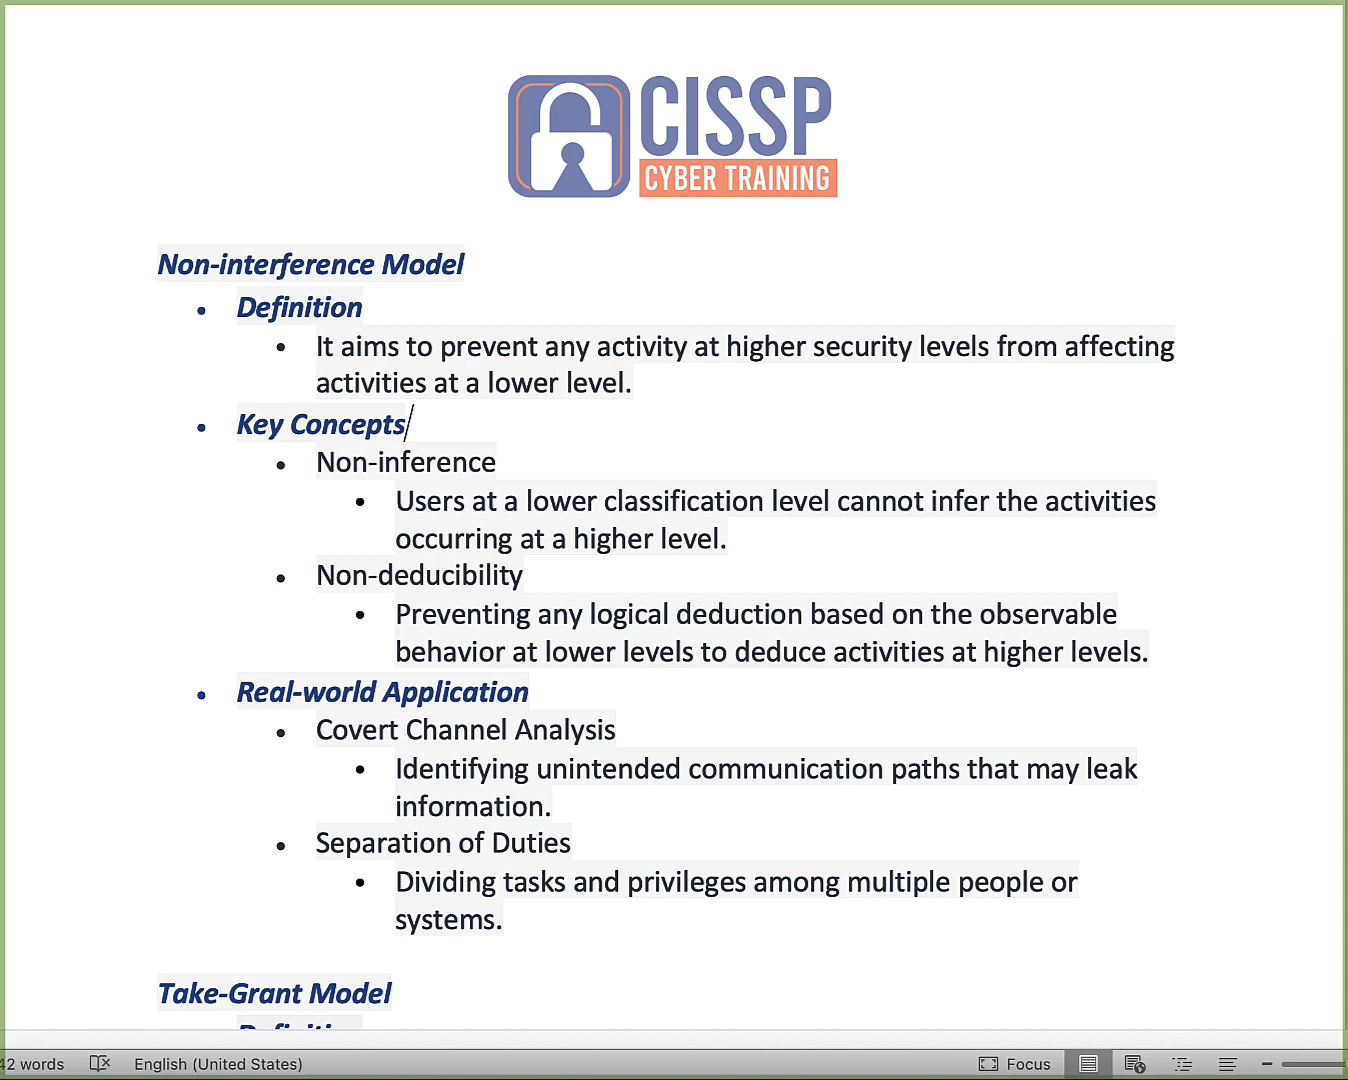 CISSP
CYBER TRAINING
Non-interference Model
• Definition
• It aims to prevent any activity at higher security levels from affecting
activities at a lower level.
• Key Concepts
• Non-inference
• Users at a lower classification level cannot infer the activities
occurring at a higher level.
• Non-deducibility
• Preventing any logical deduction based on the observable
behavior at lower levels to deduce activities at higher levels.
• Real-world Application
• Covert Channel Analysis
• Identifying unintended communication paths that may leak
information.
• Separation of Duties
• Dividing tasks and privileges among multiple people or
systems.
Take-Grant Model
Definition
42 words English (United States) Focus